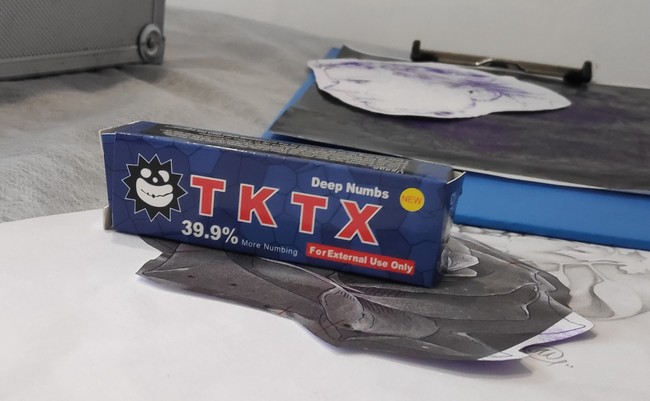 TKTX
Deep Numbs
NEW
39.9% More Numbing
For External Use Only